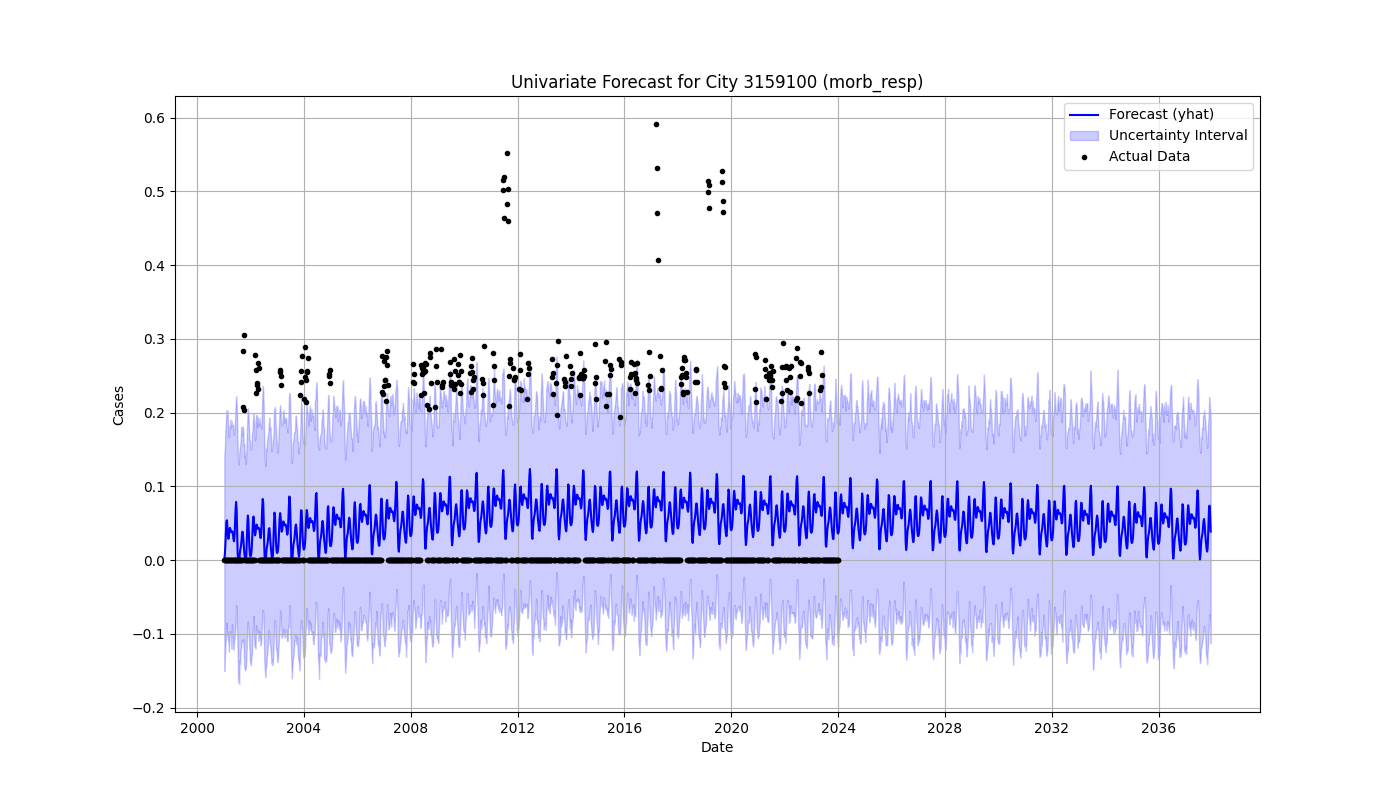 Univariate Forecast for City 3159100 (morb_resp)
Forecast (yhat)
Uncertainty Interval
Actual Data
Cases
0.6
0.5
0.4
0.3
0.2
0.1
0.0
−0.1
−0.2
2000 2004 2008 2012 2016 2020 2024 2028 2032 2036
Date